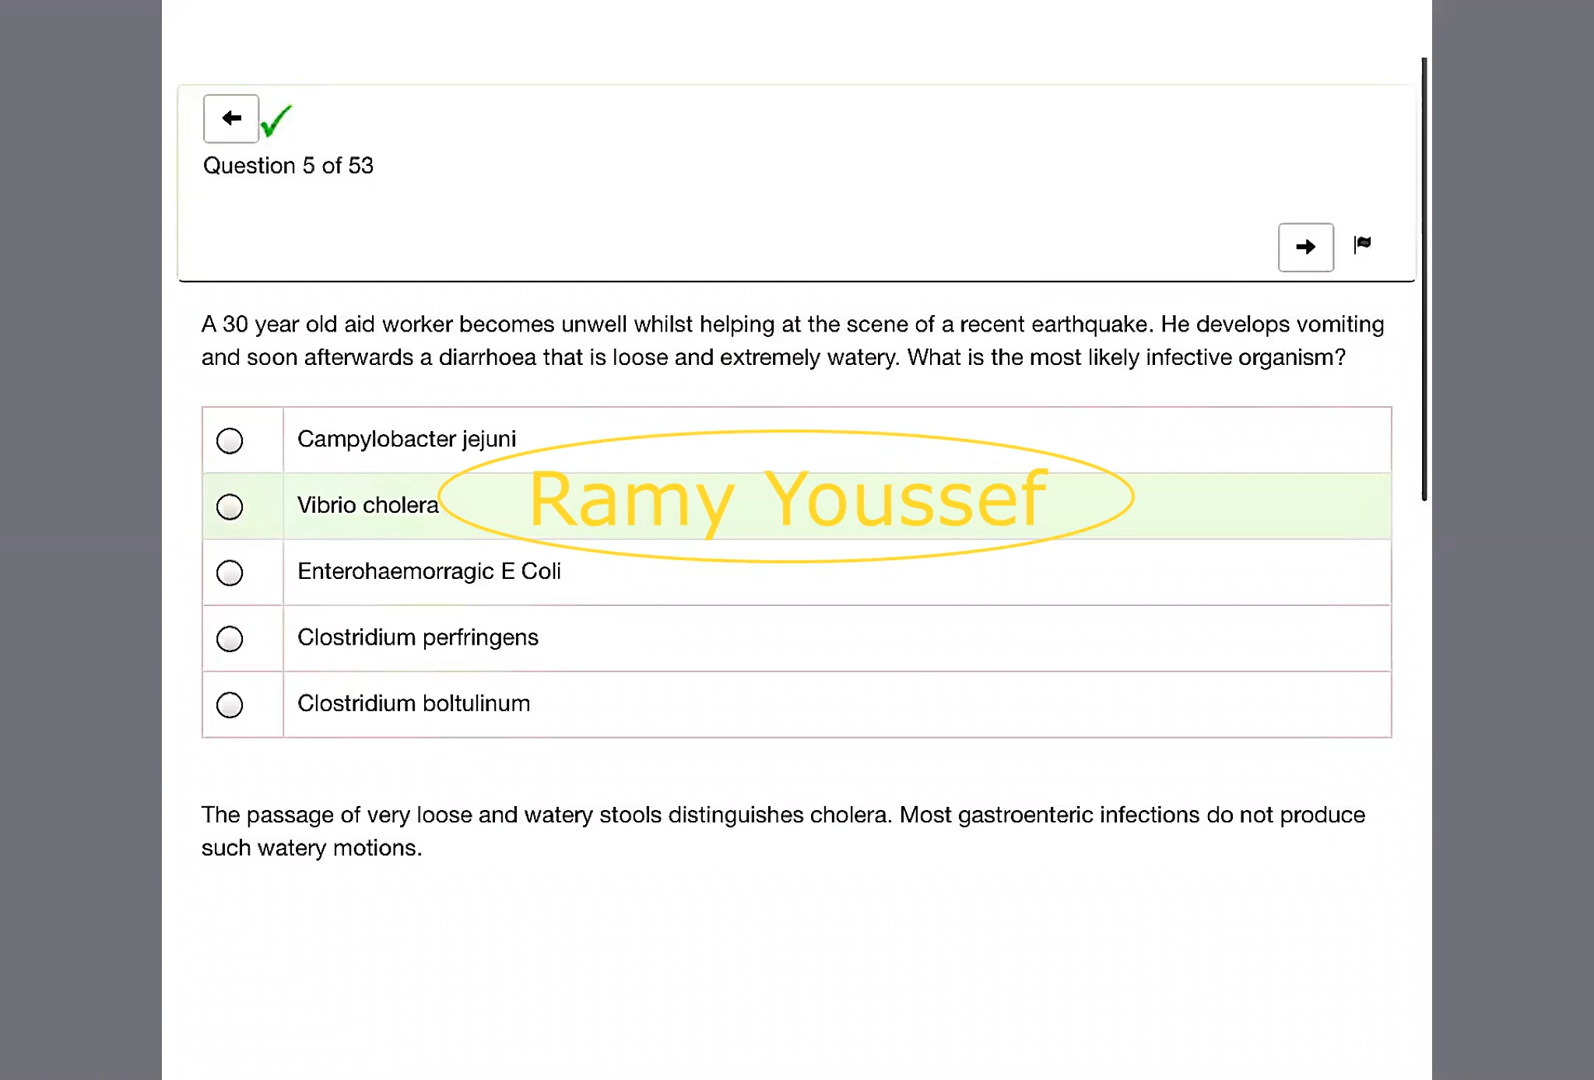 Question 5 of 53
A 30 year old aid worker becomes unwell whilst helping at the scene of a recent earthquake. He develops vomiting
and soon afterwards a diarrhoea that is loose and extremely watery. What is the most likely infective organism?
Campylobacter jejuni
Vibrio cholera
Ramy Youssef
Enterohaemorragic E Coli
Clostridium perfringens
Clostridium boltulinum
The passage of very loose and watery stools distinguishes cholera. Most gastroenteric infections do not produce
such watery motions.